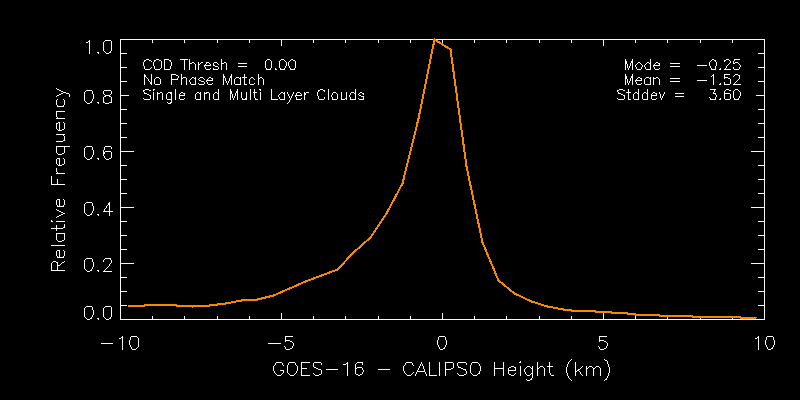 COD Thresh =  0.00
No Phase Match
Single and Multi Layer Clouds
Mode = −0.25
Mean = −1.52
Stddev =  3.60
Relative Frequency
1.0
0.8
0.6
0.4
0.2
0.0
−10 −5 0 5 10
GOES−16 − CALIPSO Height (km)